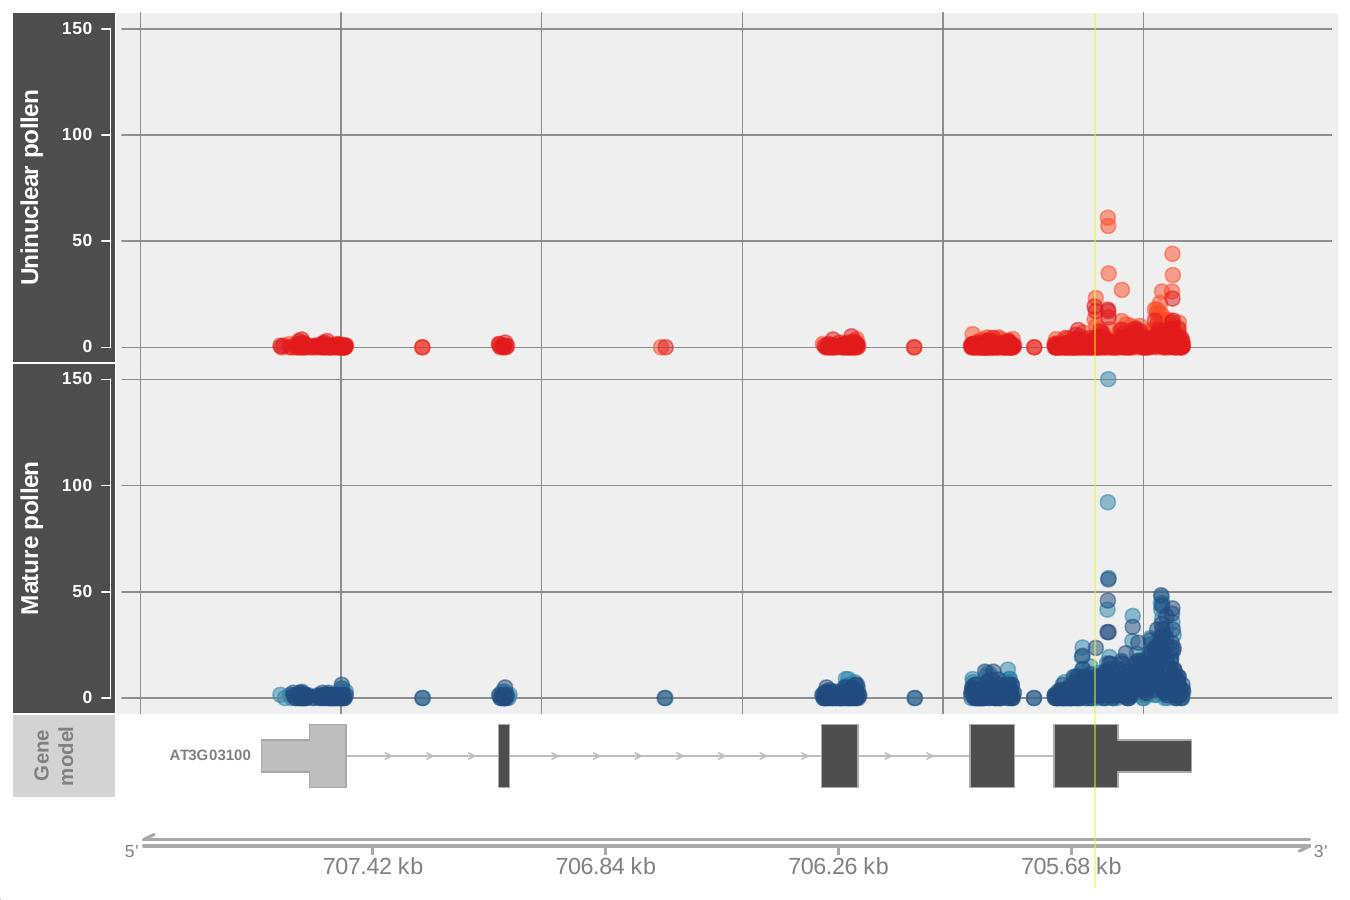 Uninuclear pollen
150
100
50
0
Mature pollen
150
100
50
0
Gene
model
AT3G03100
5'
3'
707.42 kb
706.84 kb
706.26 kb
705.68 kb